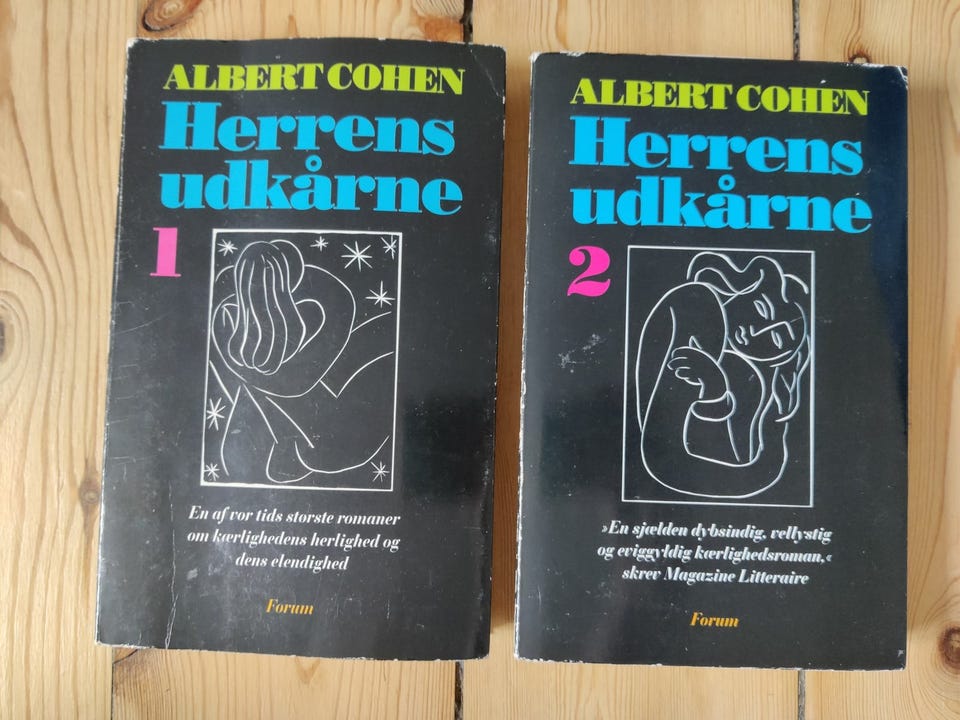 ALBERT COHEN
Herrens
udkårne
1
En af vor tids største romaner
om kærlighedens herlighed og
dens elendighed
Forum
ALBERT COHEN
Herrens
udkårne
2
»En sjælden dybsindig, vellystig
og eviggyldig kærlighedsroman,«
skrev Magazine Litteraire
Forum